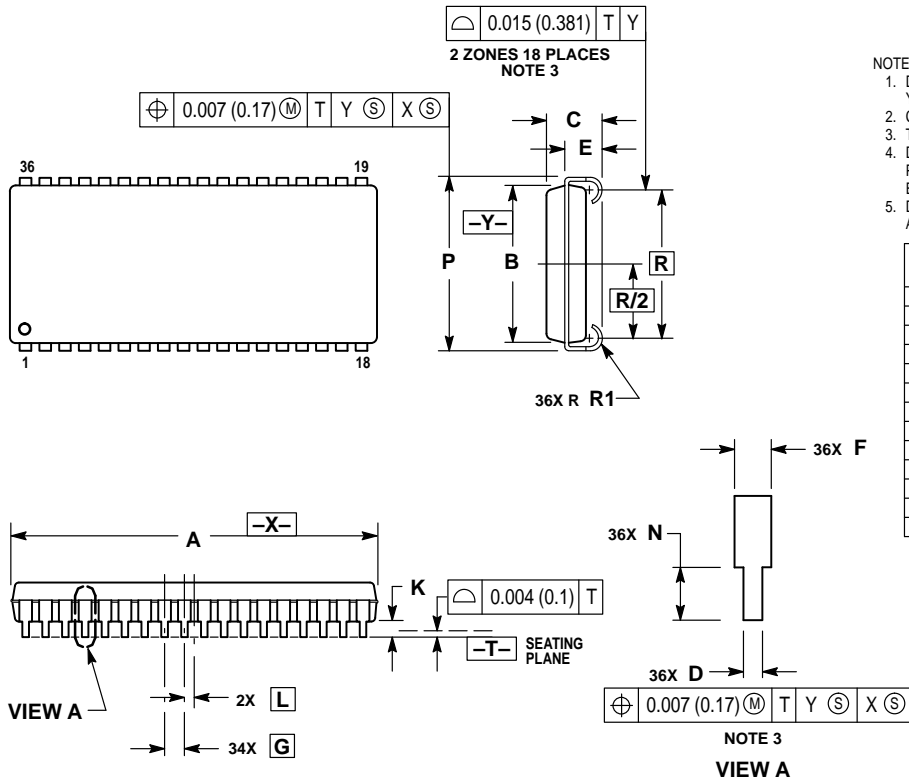 ⌓ 0.015 (0.381) T Y
2 ZONES 18 PLACES
NOTE 3
⌖ 0.007 (0.17) Ⓜ T Y Ⓢ X Ⓢ
36
19
1
18
C
E
–Y–
P
B
R
R/2
36X R R1
NOTE
1. D
Y
2. C
3. T
4. D
5. D
A
–X–
A
K
⌓ 0.004 (0.1) T
–T– SEATING
PLANE
VIEW A
2X L
34X G
36X F
36X N
36X D
⌖ 0.007 (0.17) Ⓜ T Y Ⓢ X Ⓢ
NOTE 3
VIEW A